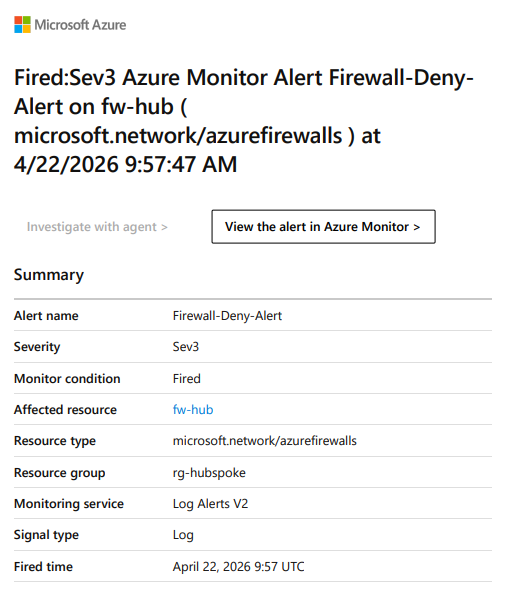 Microsoft Azure
Fired:Sev3 Azure Monitor Alert Firewall-Deny-
Alert on fw-hub (
microsoft.network/azurefirewalls ) at
4/22/2026 9:57:47 AM
Investigate with agent >
View the alert in Azure Monitor >
Summary
Alert name Firewall-Deny-Alert
Severity Sev3
Monitor condition Fired
Affected resource fw-hub
Resource type microsoft.network/azurefirewalls
Resource group rg-hubspoke
Monitoring service Log Alerts V2
Signal type Log
Fired time April 22, 2026 9:57 UTC